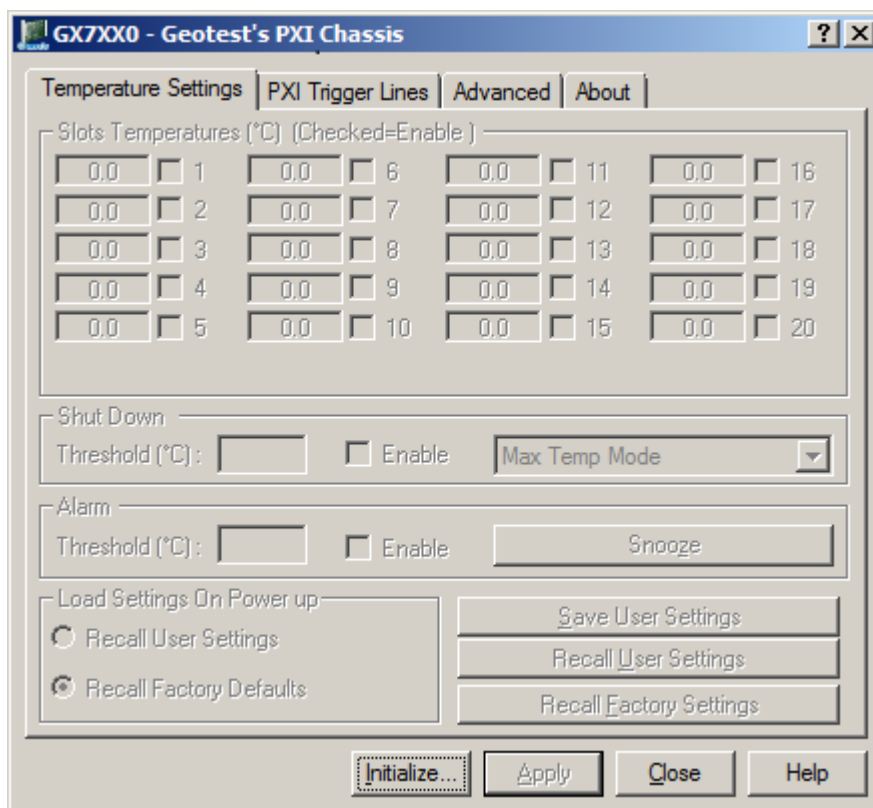 GX7XX0 - Geotest's PXI Chassis
Temperature Settings PXI Trigger Lines Advanced About
Slots Temperatures (°C) (Checked=Enable )
0.0 1 0.0 6 0.0 11 0.0 16
0.0 2 0.0 7 0.0 12 0.0 17
0.0 3 0.0 8 0.0 13 0.0 18
0.0 4 0.0 9 0.0 14 0.0 19
0.0 5 0.0 10 0.0 15 0.0 20
Shut Down
Threshold (°C) : Enable Max Temp Mode
Alarm
Threshold (°C) : Enable Snooze
Load Settings On Power up
Recall User Settings
Recall Factory Defaults
Save User Settings
Recall User Settings
Recall Factory Settings
Initialize... Apply Close Help